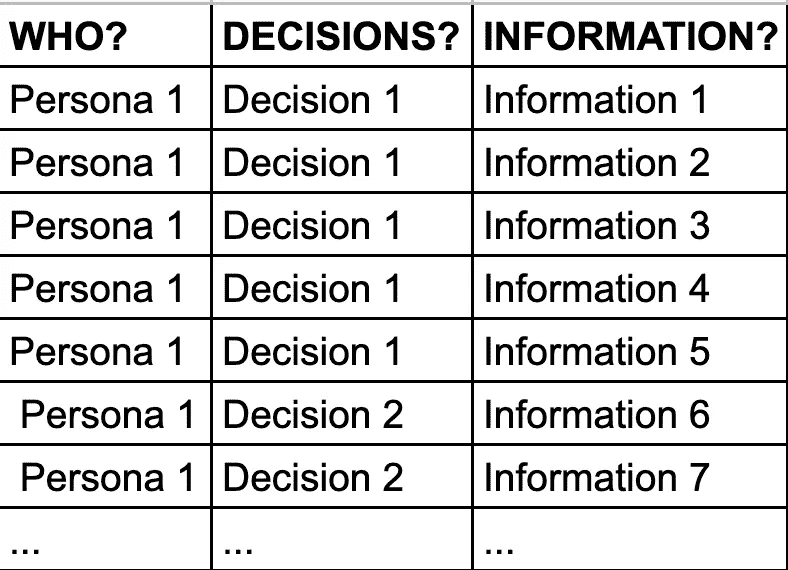 WHO? DECISIONS? INFORMATION?
Persona 1 Decision 1 Information 1
Persona 1 Decision 1 Information 2
Persona 1 Decision 1 Information 3
Persona 1 Decision 1 Information 4
Persona 1 Decision 1 Information 5
Persona 1 Decision 2 Information 6
Persona 1 Decision 2 Information 7
... ... ...